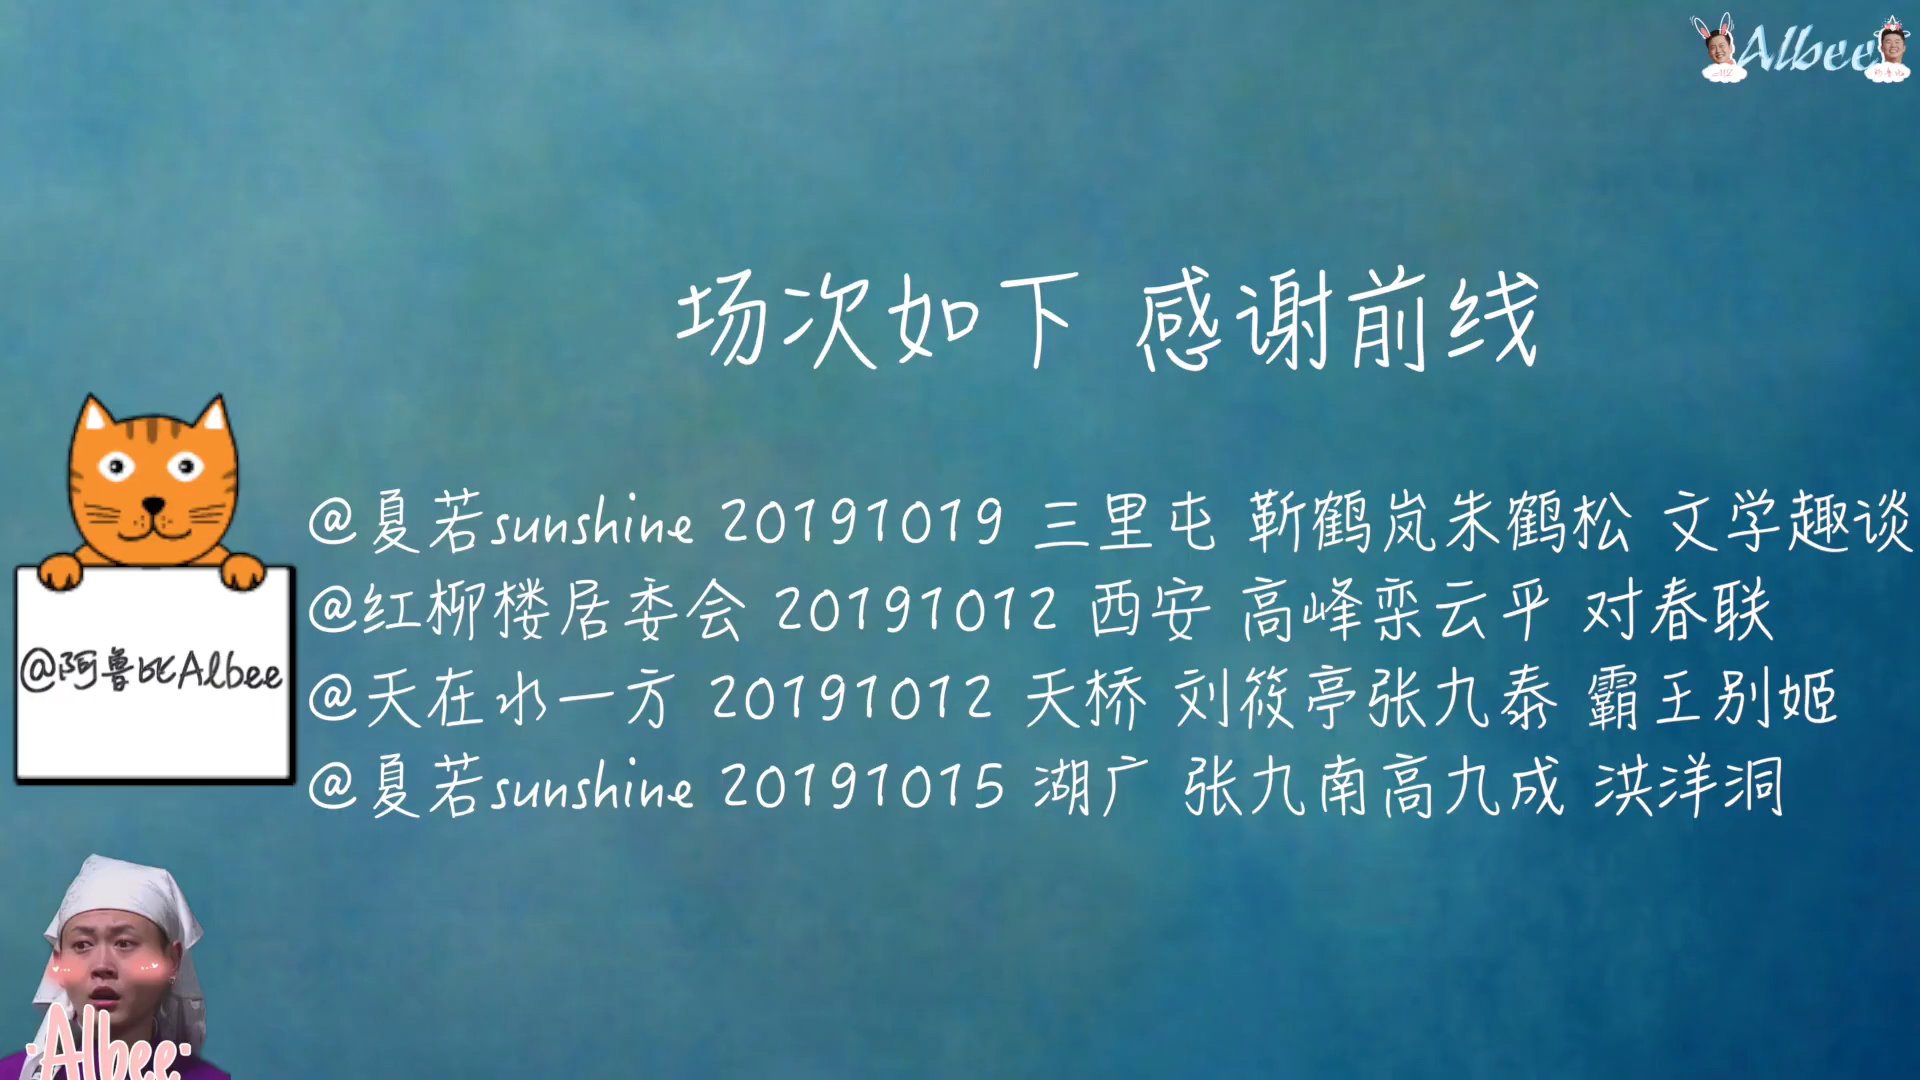 Albee
场次如下 感谢前线
@夏若sunshine 20191019 三里屯 靳鹤岚朱鹤松 文学趣谈
@红柳楼居委会 20191012 西安 高峰栾云平 对春联
@天在水一方 20191012 天桥 刘筱亭张九泰 霸王别姬
@夏若sunshine 20191015 湖广 张九南高九成 洪洋洞
@阿鲁比Albee
Albee